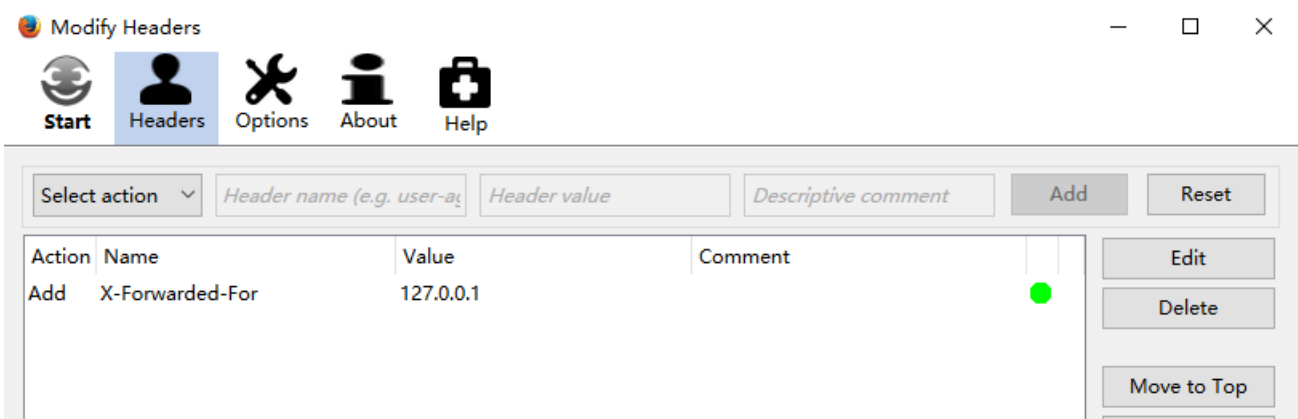 Modify Headers
Start Headers Options About Help
Select action Header name (e.g. user-ag Header value Descriptive comment Add Reset
Action Name Value Comment
Edit
Add X-Forwarded-For 127.0.0.1
Delete
Move to Top